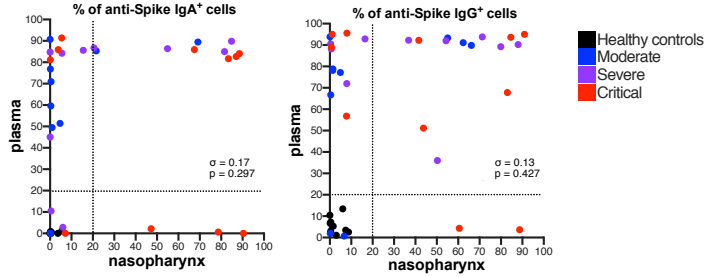 % of anti-Spike IgA+ cells
100
90
80
70
60
50
40
30
20
10
0
plasma
σ = 0.17
p = 0.297
0 10 20 30 40 50 60 70 80 90 100
nasopharynx
% of anti-Spike IgG+ cells
100
90
80
70
60
50
40
30
20
10
0
plasma
σ = 0.13
p = 0.427
0 10 20 30 40 50 60 70 80 90 100
nasopharynx
Healthy controls
Moderate
Severe
Critical